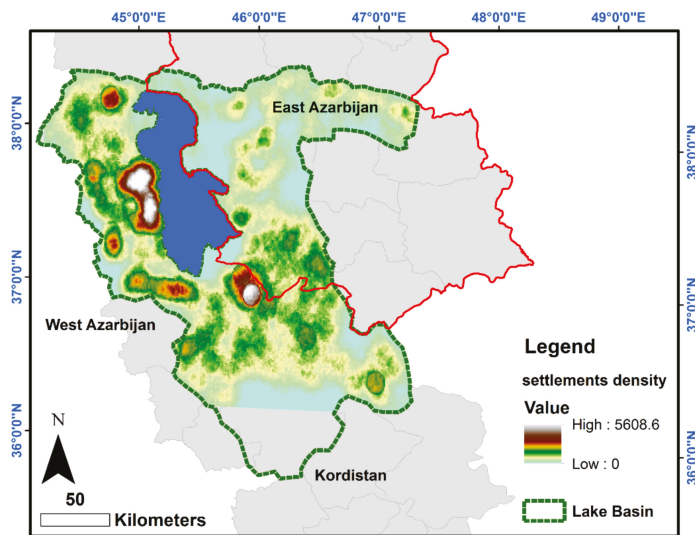 45°0'0"E 46°0'0"E 47°0'0"E 48°0'0"E 49°0'0"E
38°0'0"N
37°0'0"N
36°0'0"N
38°0'0"N
37°0'0"N
36°0'0"N
East Azarbijan
West Azarbijan
Kordistan
N
50
Kilometers
Legend
settlements density
Value
High : 5608.6
Low : 0
Lake Basin